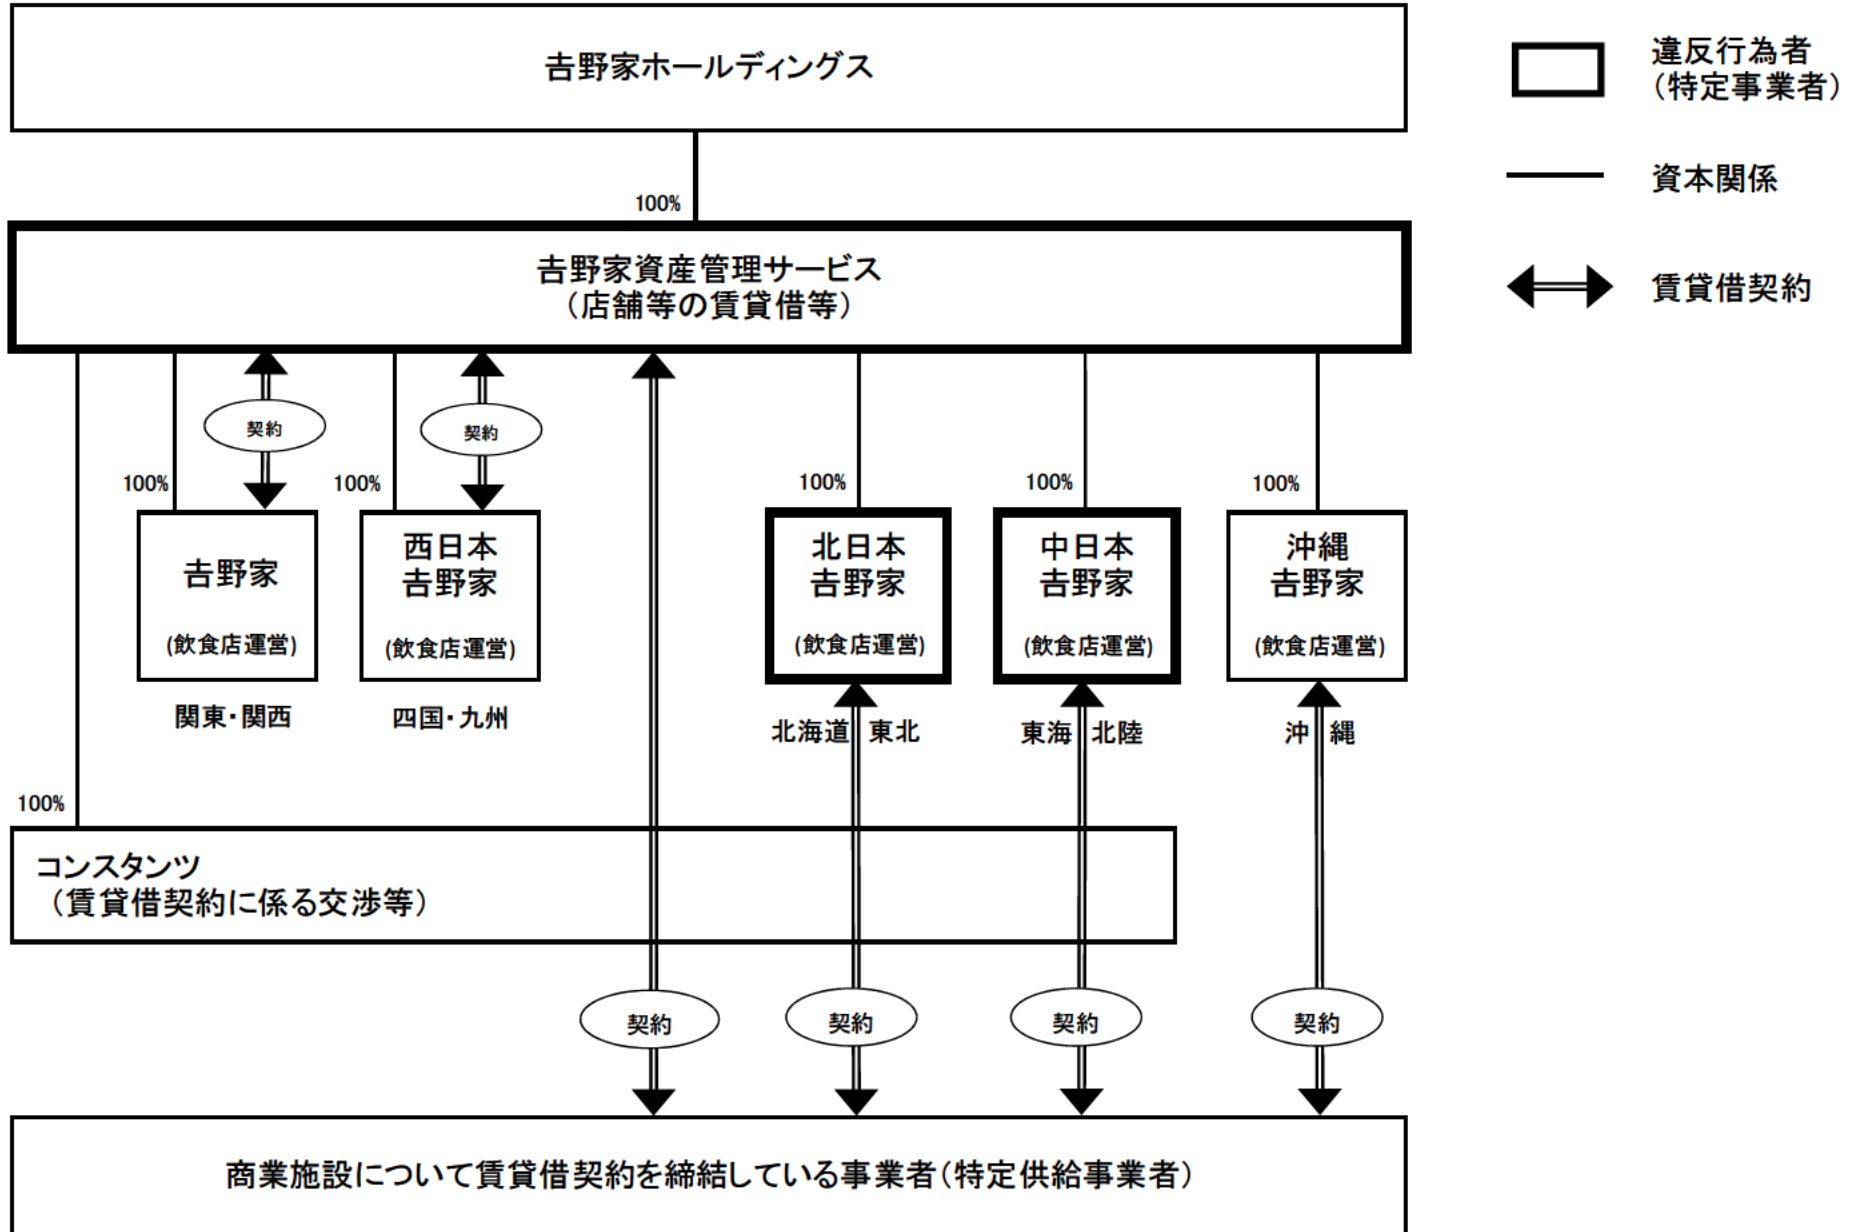 𠮷野家ホールディングス
違反行為者
（特定事業者）
資本関係
賃貸借契約
100%
𠮷野家資産管理サービス
（店舗等の賃貸借等）
契約
契約
100%
100%
100%
100%
100%
𠮷野家
(飲食店運営)
関東・関西
西日本
𠮷野家
(飲食店運営)
四国・九州
北日本
𠮷野家
(飲食店運営)
北海道 東北
中日本
𠮷野家
(飲食店運営)
東海 北陸
沖縄
𠮷野家
(飲食店運営)
沖 縄
100%
コンスタンツ
（賃貸借契約に係る交渉等）
契約
契約
契約
契約
商業施設について賃貸借契約を締結している事業者（特定供給事業者）